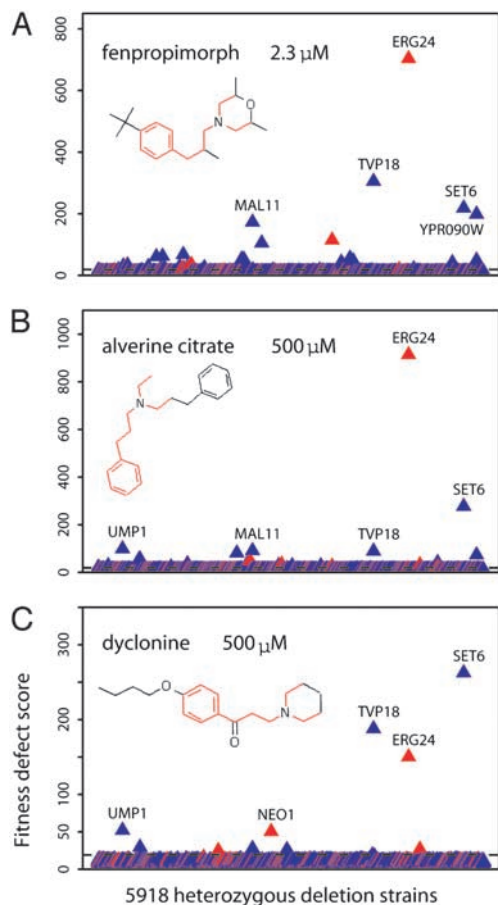 A
fenpropimorph 2.3 μM
ERG24
TVP18
MAL11
SET6
YPR090W
800
600
400
200
0
N
O
B
alverine citrate 500 μM
ERG24
SET6
UMP1
MAL11
TVP18
1000
800
600
400
200
0
N
C
dyclonine 500 μM
SET6
TVP18
ERG24
UMP1
NEO1
300
200
100
50
0
O
O
N
Fitness defect score
5918 heterozygous deletion strains